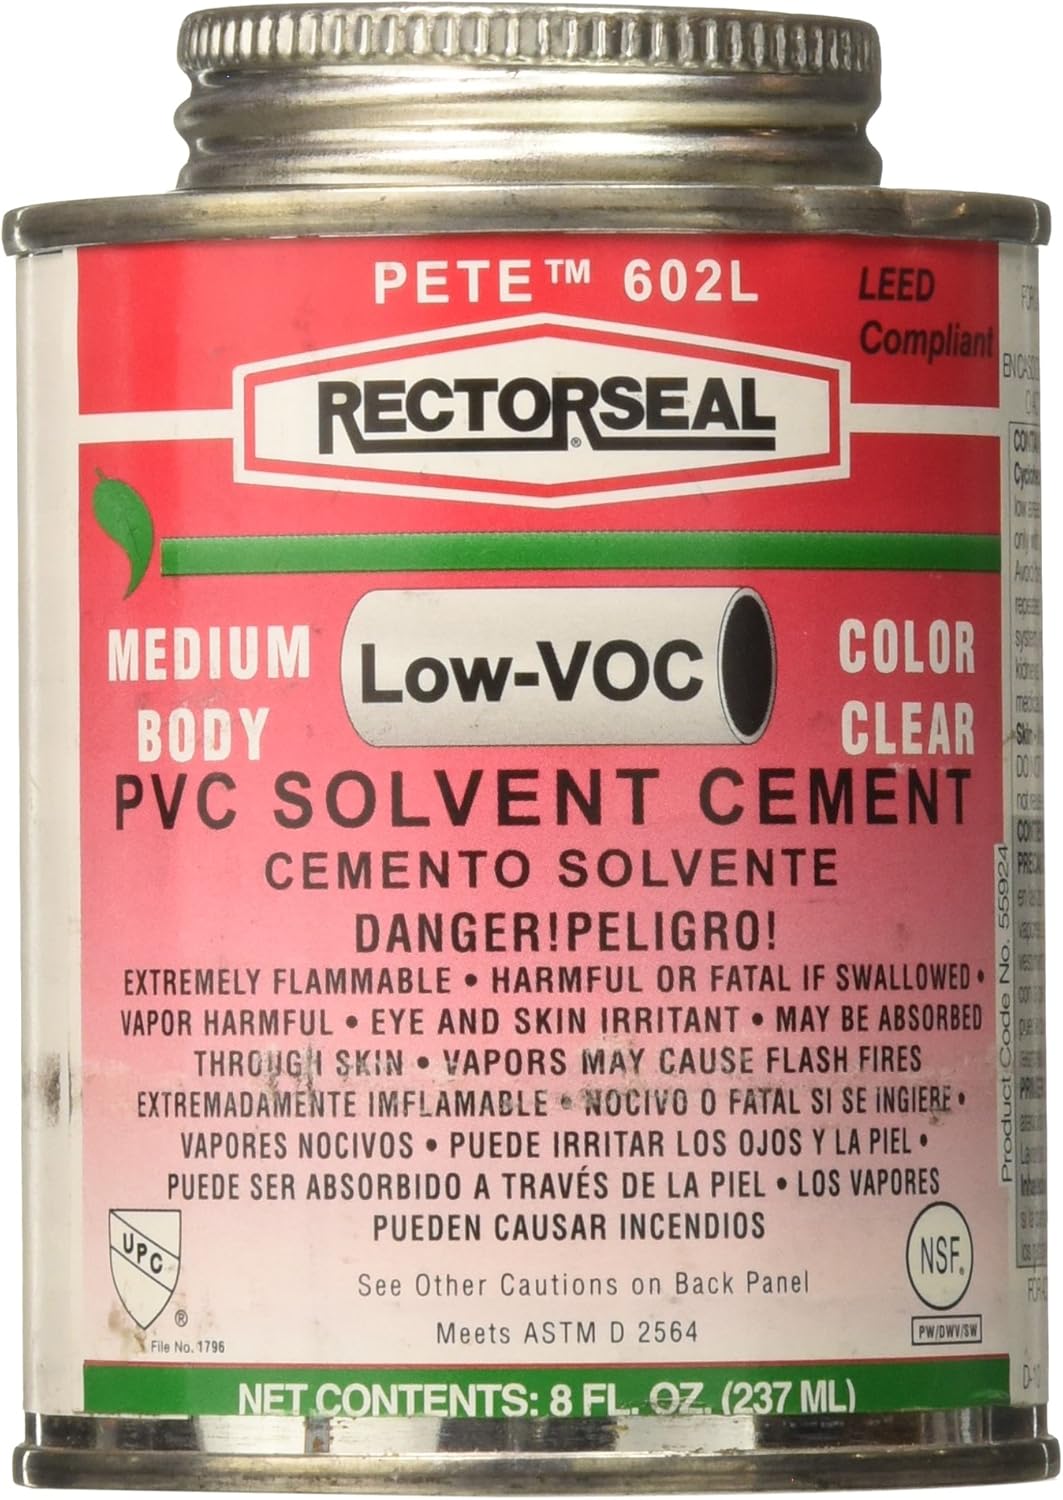 PETE™ 602L
LEED
Compliant
RECTORSEAL®
MEDIUM
BODY
Low-VOC
COLOR
CLEAR
PVC SOLVENT CEMENT
CEMENTO SOLVENTE
DANGER!PELIGRO!
EXTREMELY FLAMMABLE • HARMFUL OR FATAL IF SWALLOWED •
VAPOR HARMFUL • EYE AND SKIN IRRITANT • MAY BE ABSORBED
THROUGH SKIN • VAPORS MAY CAUSE FLASH FIRES
EXTREMADAMENTE IMFLAMABLE • NOCIVO O FATAL SI SE INGIERE •
VAPORES NOCIVOS • PUEDE IRRITAR LOS OJOS Y LA PIEL •
PUEDE SER ABSORBIDO A TRAVÉS DE LA PIEL • LOS VAPORES
PUEDEN CAUSAR INCENDIOS
See Other Cautions on Back Panel
Meets ASTM D 2564
UPC®
File No. 1796
NSF®
PW/DWV/SW
NET CONTENTS: 8 FL. OZ. (237 ML)
Product Code No. 55924